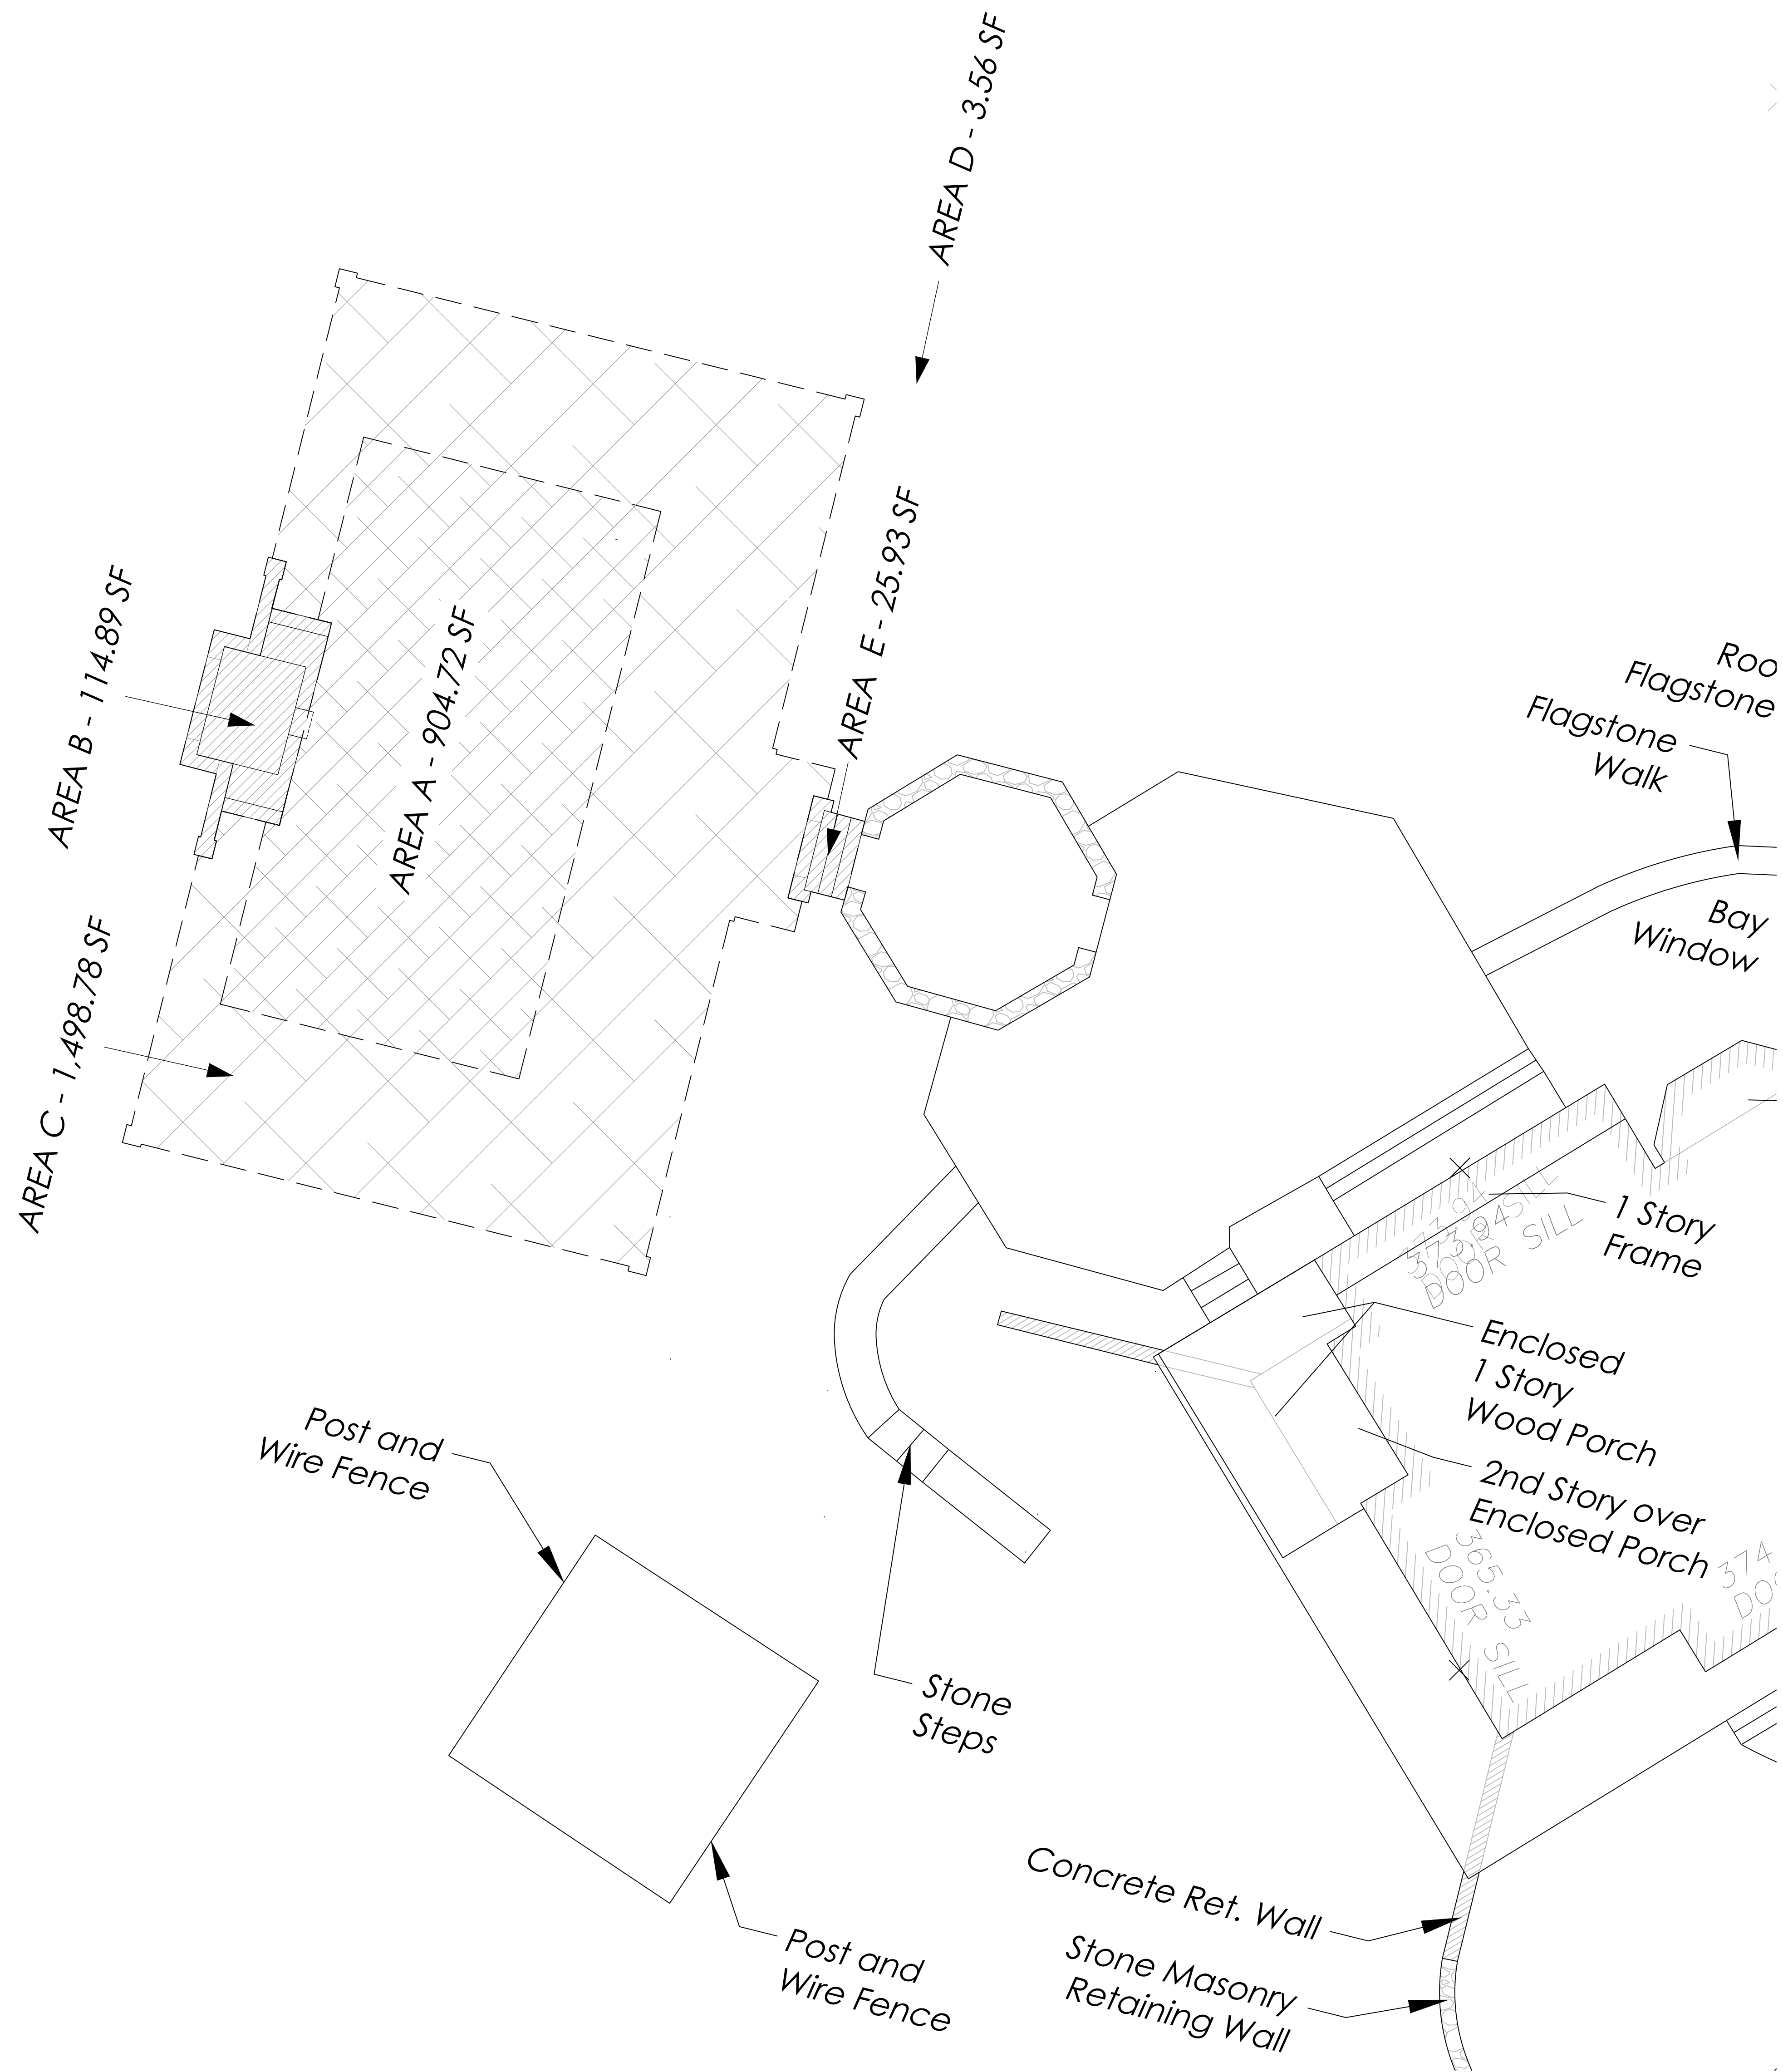 AREA D - 3.56 SF
AREA E - 25.93 SF
AREA B - 114.89 SF
AREA A - 904.72 SF
AREA C - 1,498.78 SF
Flagstone
Flagstone
Walk
Bay
Window
1 Story
Frame
373.94
DOOR SILL
Enclosed
1 Story
Wood Porch
2nd Story over
Enclosed Porch
365.33
DOOR SILL
374
Post and
Wire Fence
Stone
Steps
Post and
Wire Fence
Concrete Ret. Wall
Stone Masonry
Retaining Wall